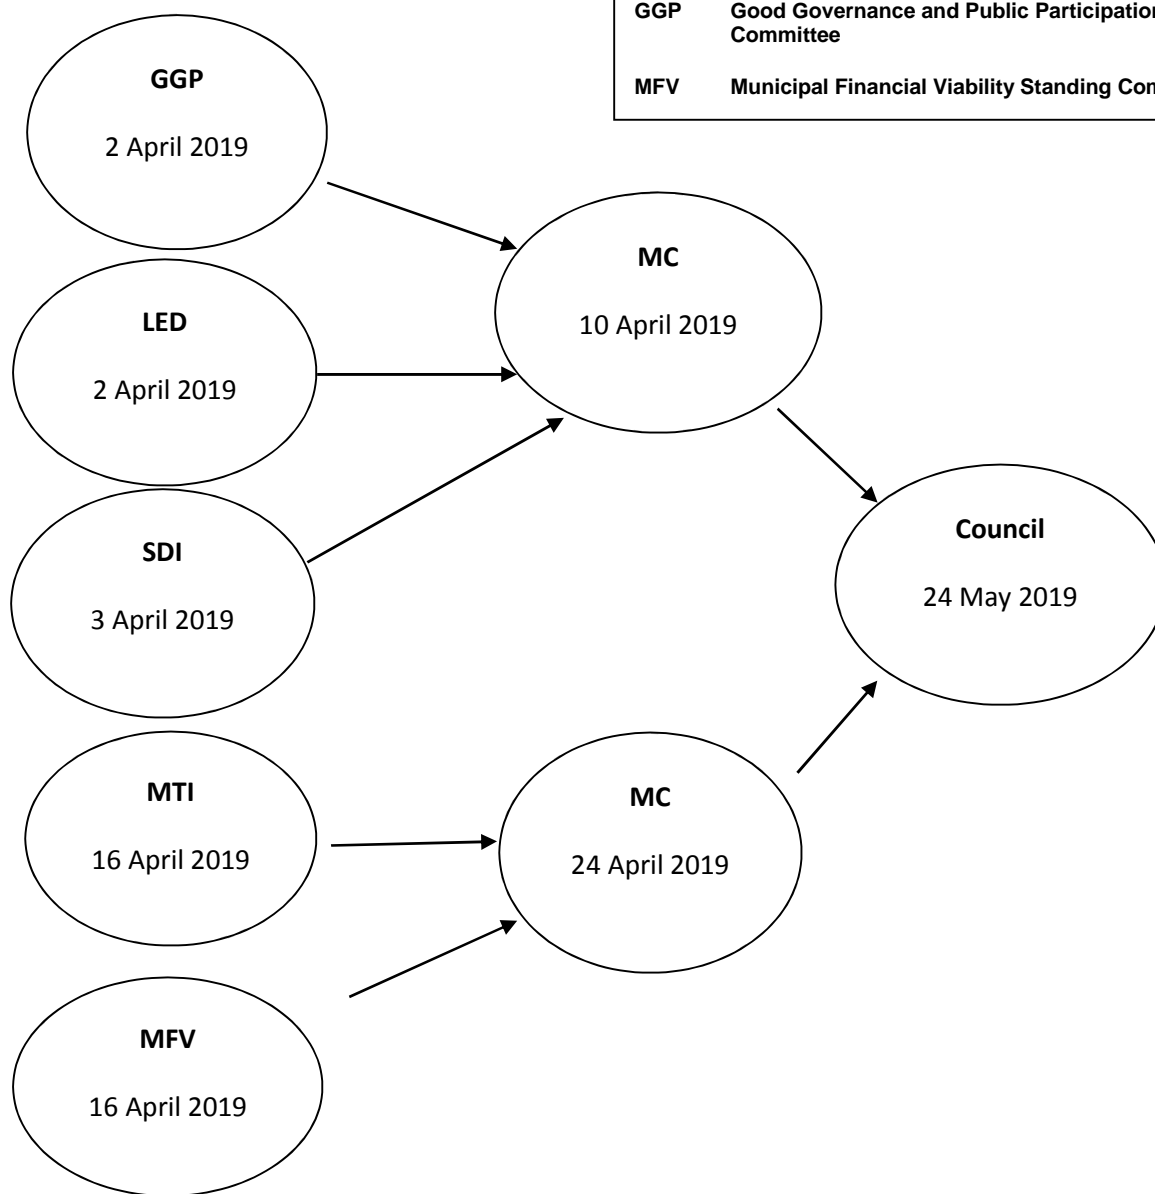 GGP Good Governance and Public Participation
Committee
MFV Municipal Financial Viability Standing
GGP
2 April 2019
LED
2 April 2019
SDI
3 April 2019
MTI
16 April 2019
MFV
16 April 2019
MC
10 April 2019
MC
24 April 2019
Council
24 May 2019